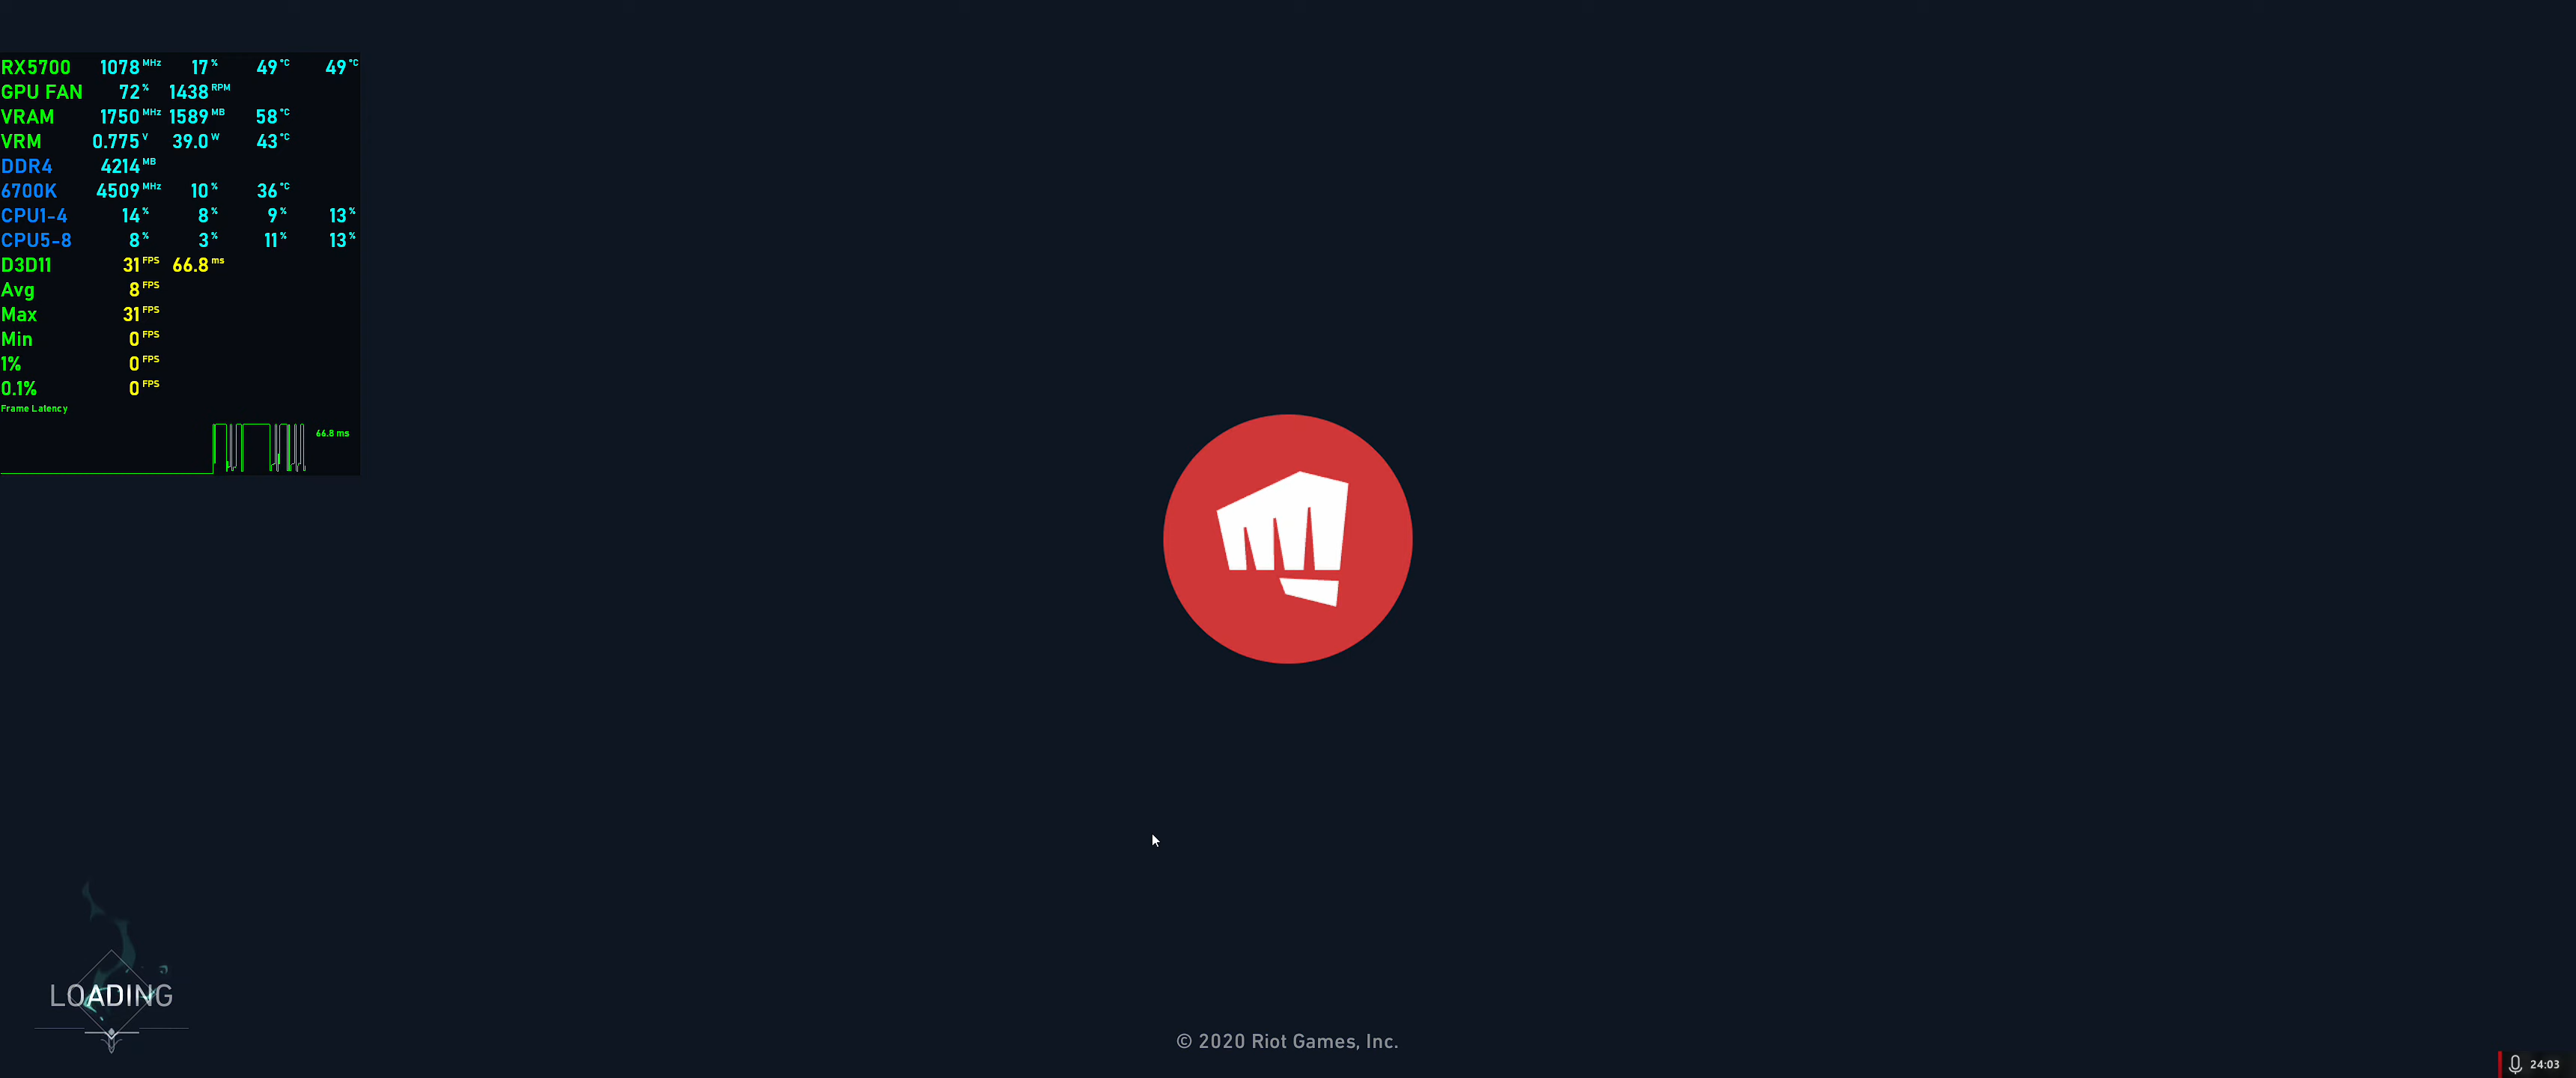 RX5700 1078 MHz 17 % 49 °C 49 °C
GPU FAN 72 % 1438 RPM
VRAM 1750 MHz 1589 MB 58 °C
VRM 0.775 V 39.0 W 43 °C
DDR4 4214 MB
6700K 4509 MHz 10 % 36 °C
CPU1-4 14 % 8 % 9 % 13 %
CPU5-8 8 % 3 % 11 % 13 %
D3D11 31 FPS 66.8 ms
Avg 8 FPS
Max 31 FPS
Min 0 FPS
1% 0 FPS
0.1% 0 FPS
Frame Latency
66.8 ms
LOADING
© 2020 Riot Games, Inc.
24:03